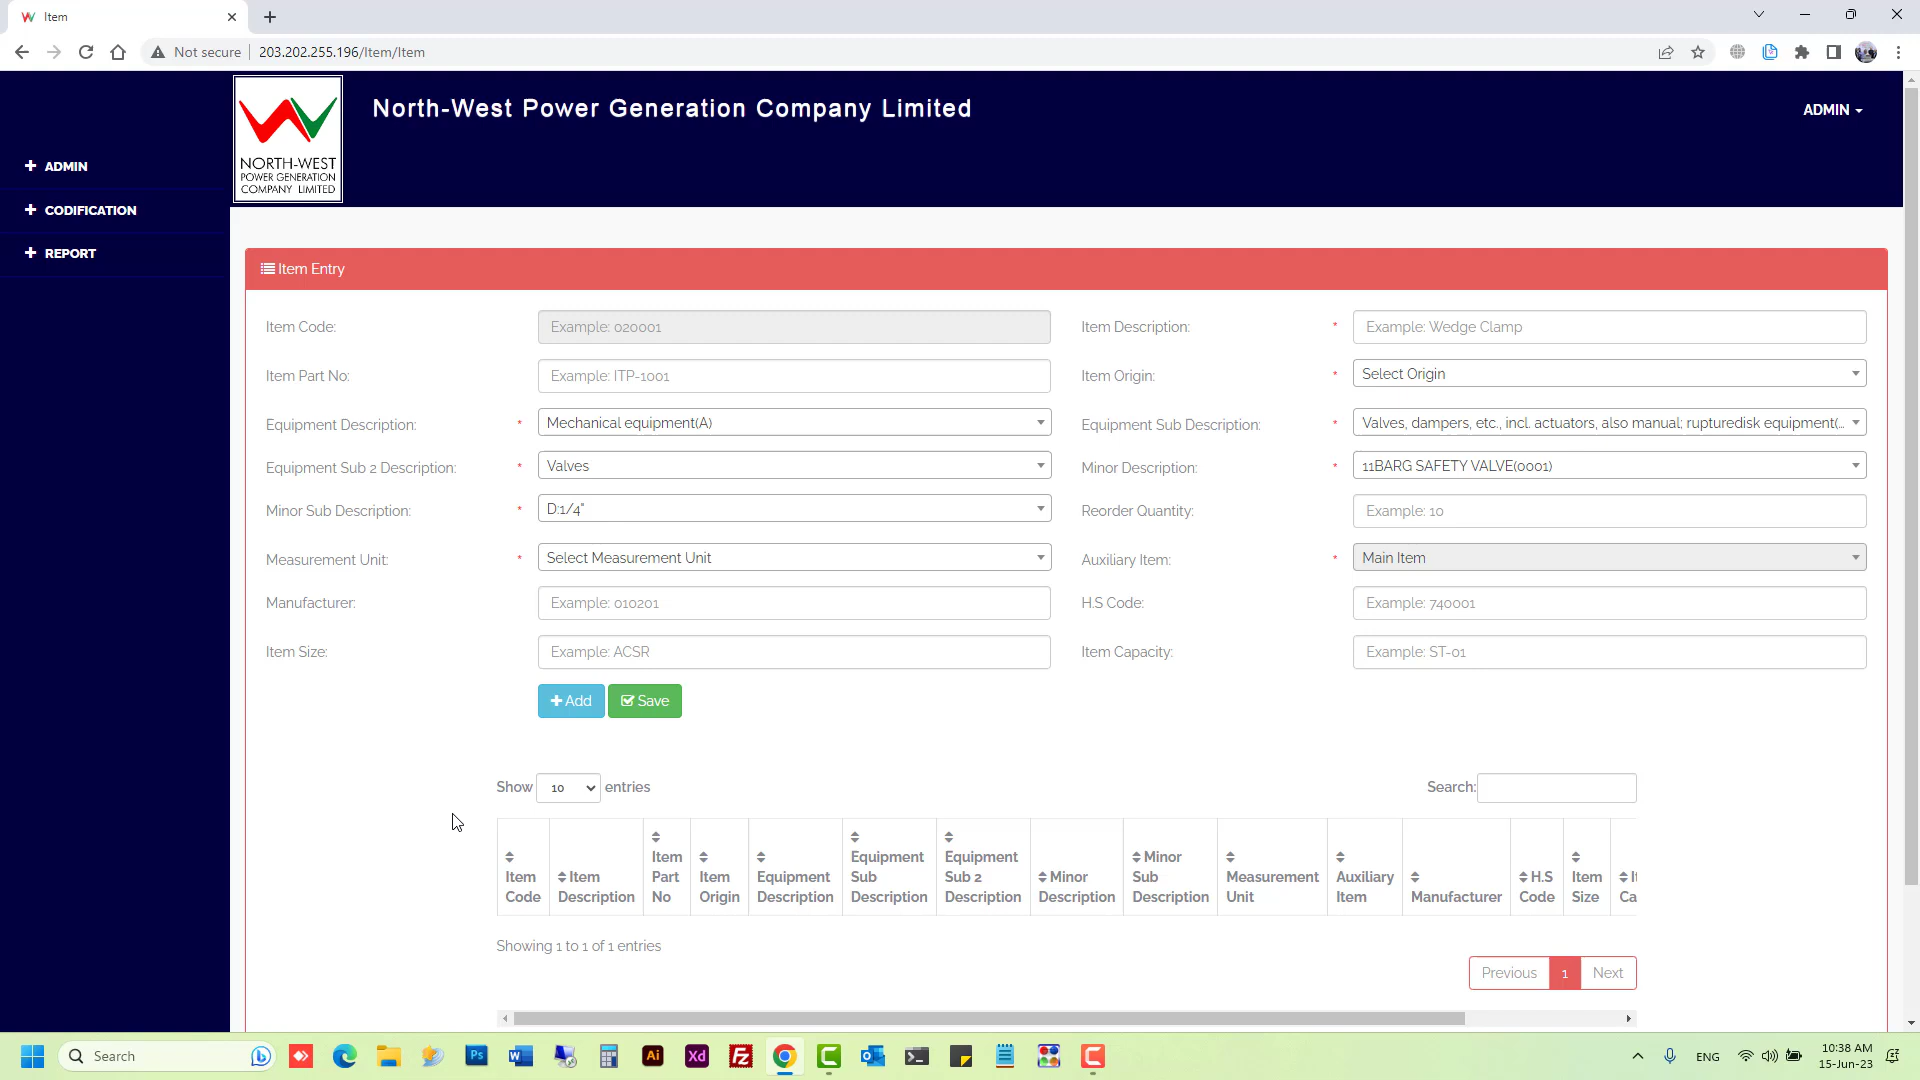 Item
Not secure
203.202.255.196/Item/Item
NORTH-WEST
POWER GENERATION
COMPANY LIMITED
North-West Power Generation Company Limited
ADMIN
ADMIN
CODIFICATION
REPORT
Item Entry
Item Code:
Example: 020001
Item Description:
*
Example: Wedge Clamp
Item Part No:
Example: ITP-1001
Item Origin:
*
Select Origin
Equipment Description:
*
Mechanical equipment(A)
Equipment Sub Description:
*
Valves, dampers, etc., incl. actuators, also manual; rupturedisk equipment(...
Equipment Sub 2 Description:
*
Valves
Minor Description:
*
11BARG SAFETY VALVE(0001)
Minor Sub Description:
*
D:1/4"
Reorder Quantity:
Example: 10
Measurement Unit:
*
Select Measurement Unit
Auxiliary Item:
*
Main Item
Manufacturer:
Example: 010201
H.S Code:
Example: 740001
Item Size:
Example: ACSR
Item Capacity:
Example: ST-01
Add
Save
Show 10 entries
Search:
Item Code
Item Description
Item Part No
Item Origin
Equipment Description
Equipment Sub Description
Equipment Sub 2 Description
Minor Description
Minor Sub Description
Measurement Unit
Auxiliary Item
Manufacturer
H.S Code
Item Size
Showing 1 to 1 of 1 entries
Previous
1
Next
Search
Ps
W
Ai
Xd
FZ
ENG
10:38 AM
15-Jun-23